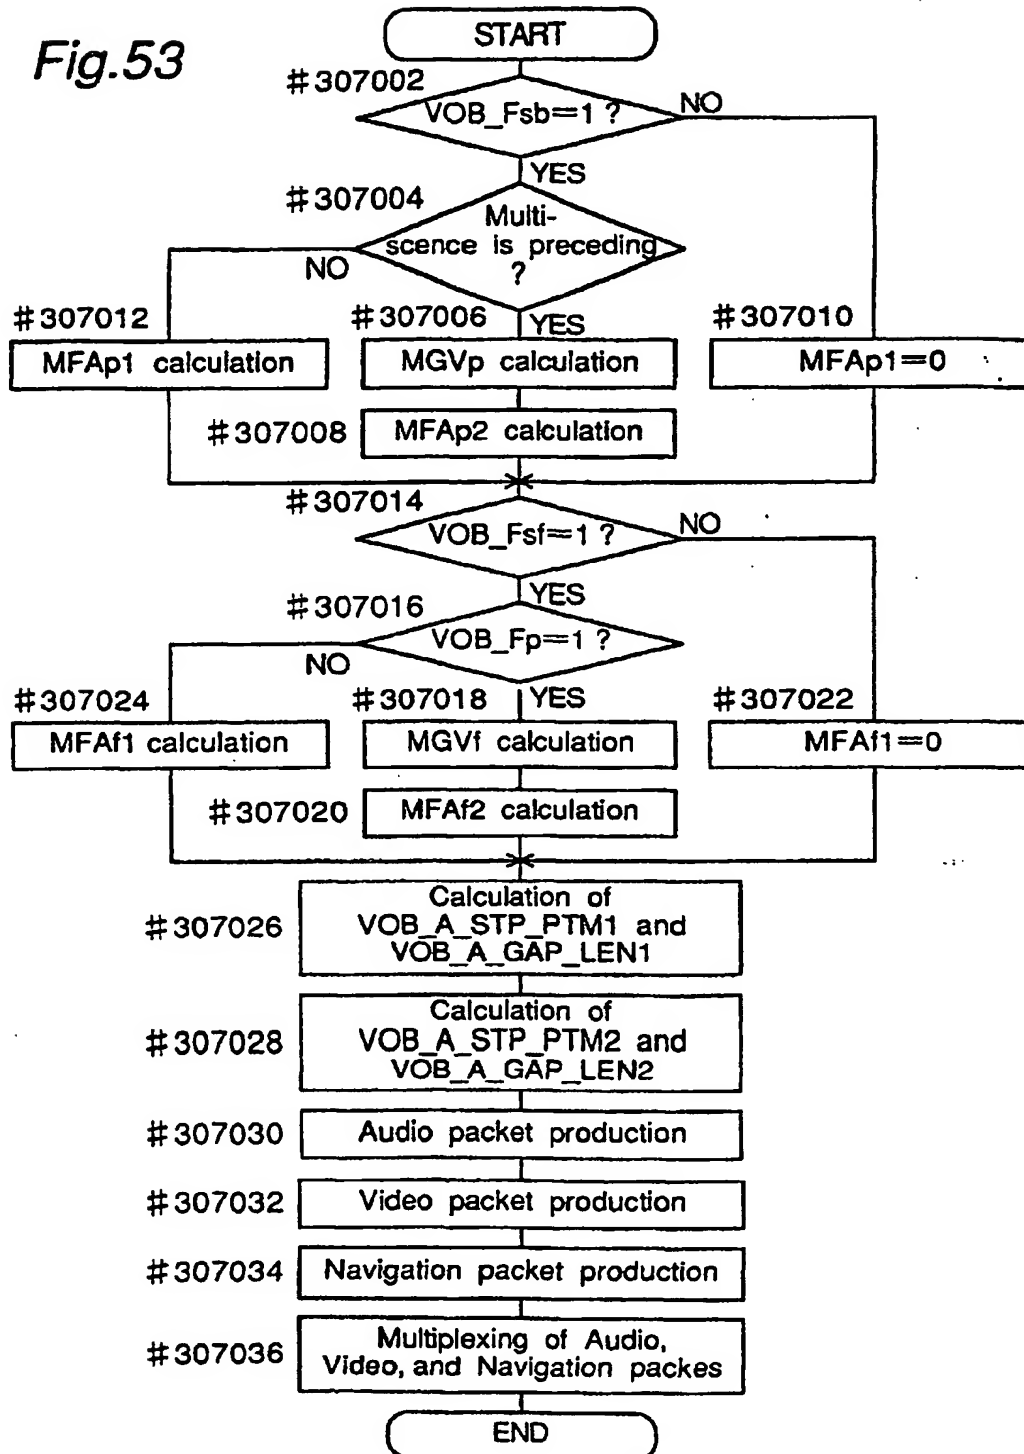 Fig.53
START
#307002
VOB_Fsb=1 ?
NO
YES
#307004
Multi-
scence is preceding
?
NO
YES
#307012
#307006
#307010
MFAp1 calculation
MGVp calculation
MFAp1=0
#307008
MFAp2 calculation
#307014
VOB_Fsf=1 ?
NO
YES
#307016
VOB_Fp=1 ?
NO
YES
#307024
#307018
#307022
MFAf1 calculation
MGVf calculation
MFAf1=0
#307020
MFAf2 calculation
#307026
Calculation of
VOB_A_STP_PTM1 and
VOB_A_GAP_LEN1
#307028
Calculation of
VOB_A_STP_PTM2 and
VOB_A_GAP_LEN2
#307030
Audio packet production
#307032
Video packet production
#307034
Navigation packet production
#307036
Multiplexing of Audio,
Video, and Navigation packes
END